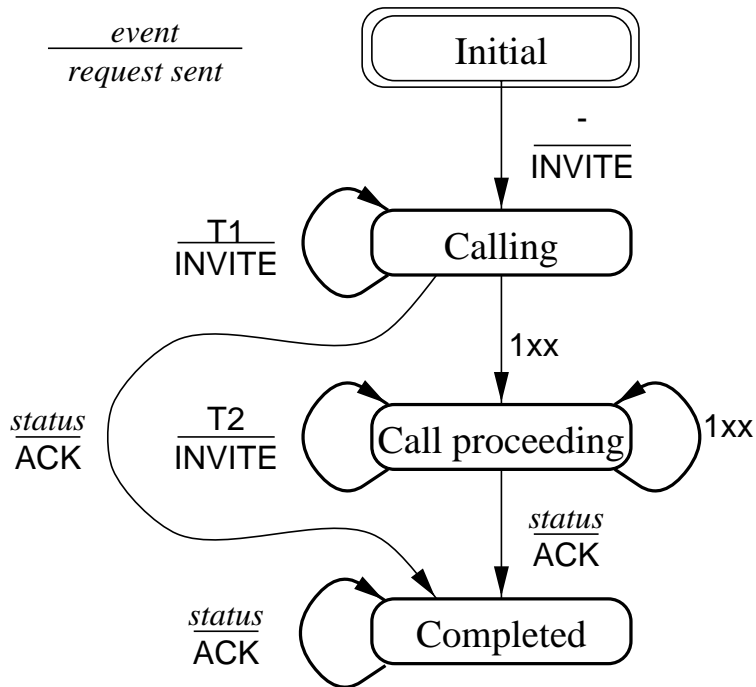 event
request sent
Initial
-
INVITE
T1
INVITE
Calling
1xx
status
ACK
T2
INVITE
Call proceeding
1xx
status
ACK
status
ACK
Completed